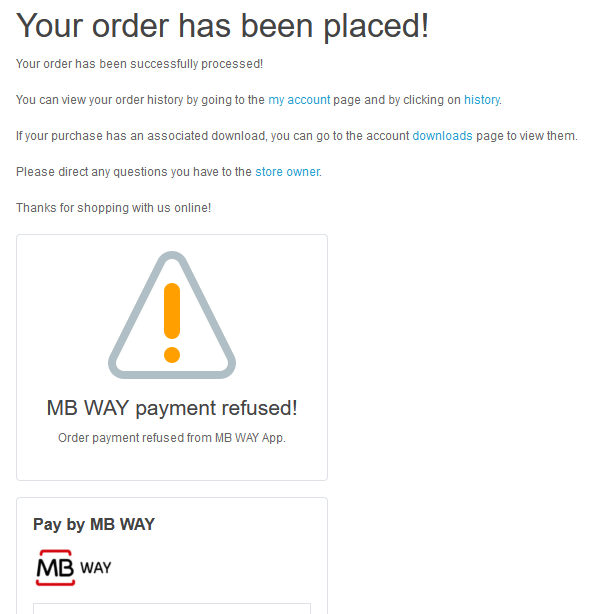 Your order has been placed!
Your order has been successfully processed!
You can view your order history by going to the my account page and by clicking on history.
If your purchase has an associated download, you can go to the account downloads page to view them.
Please direct any questions you have to the store owner.
Thanks for shopping with us online!
MB WAY payment refused!
Order payment refused from MB WAY App.
Pay by MB WAY
MB WAY